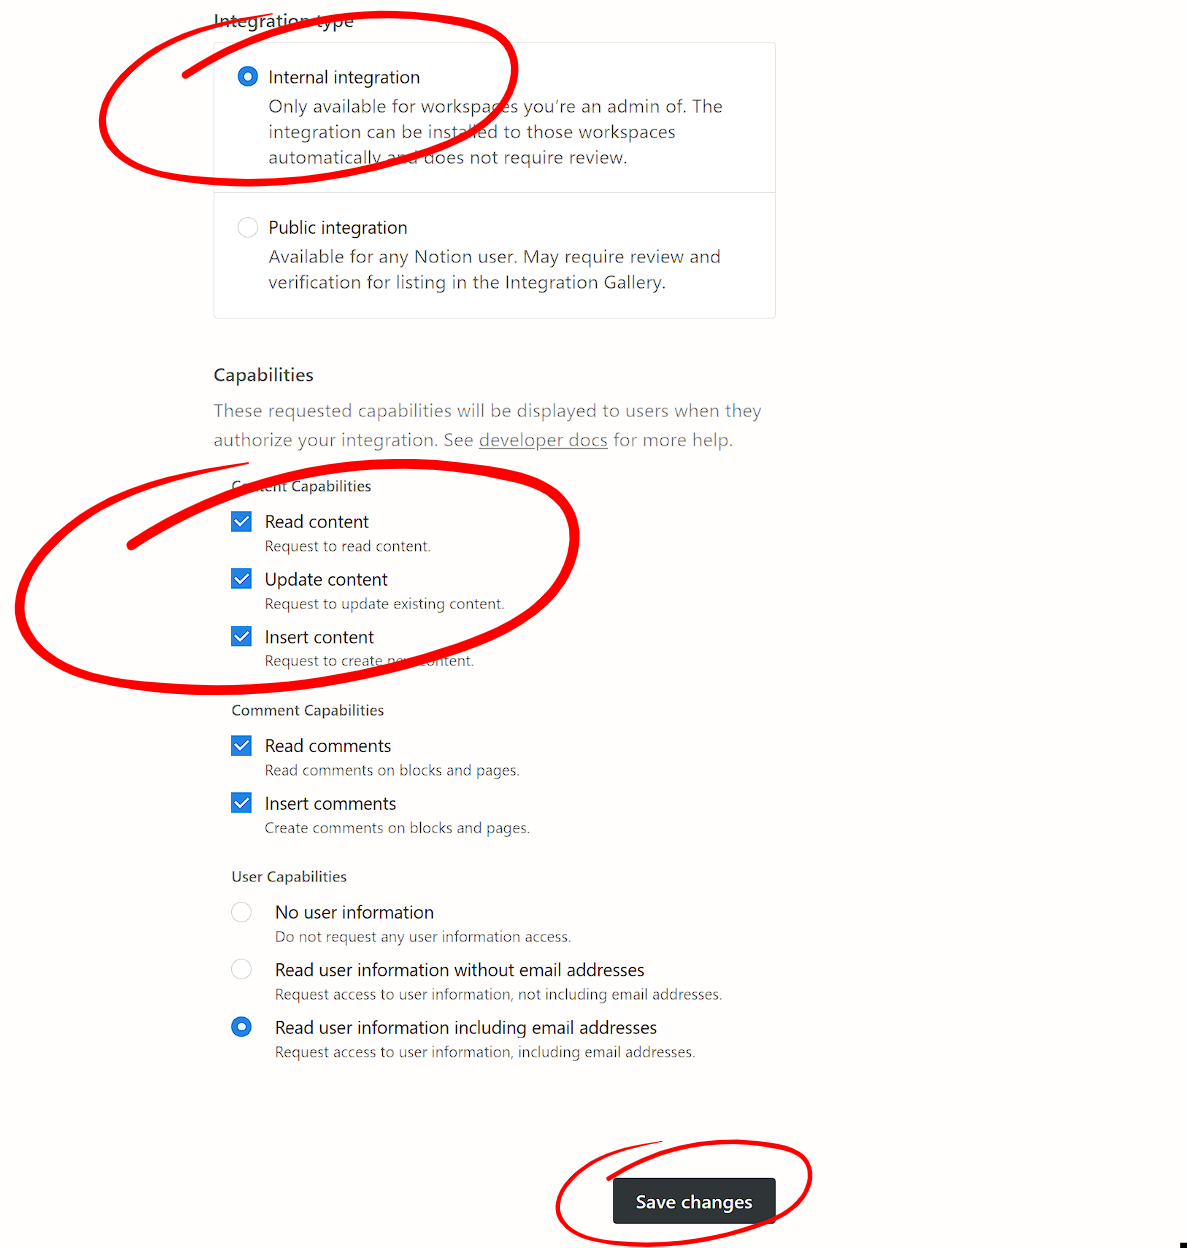 Integration type
Internal integration
Only available for workspaces you're an admin of. The
integration can be installed to those workspaces
automatically and does not require review.
Public integration
Available for any Notion user. May require review and
verification for listing in the Integration Gallery.
Capabilities
These requested capabilities will be displayed to users when they
authorize your integration. See developer docs for more help.
Content Capabilities
Read content
Request to read content.
Update content
Request to update existing content.
Insert content
Request to create new content.
Comment Capabilities
Read comments
Read comments on blocks and pages.
Insert comments
Create comments on blocks and pages.
User Capabilities
No user information
Do not request any user information access.
Read user information without email addresses
Request access to user information, not including email addresses.
Read user information including email addresses
Request access to user information, including email addresses.
Save changes